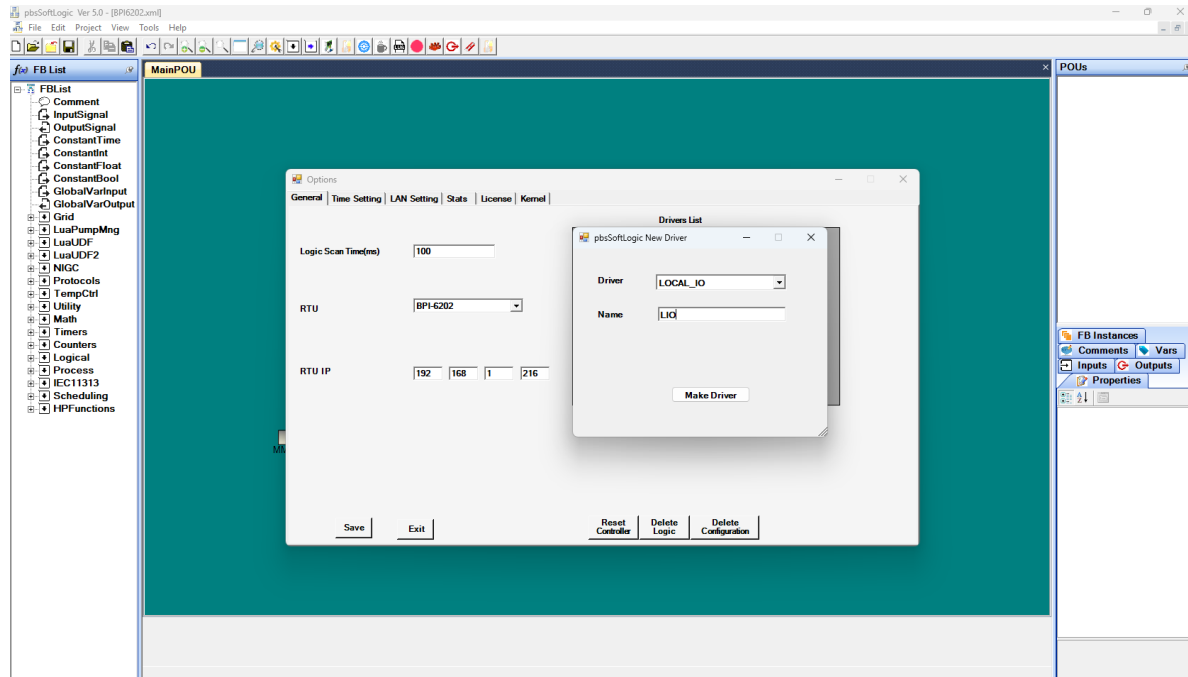 pbsSoftLogic Ver 5.0 - [BPI6202.xml]
File Edit Project View Tools Help
f(x) FB List
MainPOU
POUs
FBList
Comment
InputSignal
OutputSignal
ConstantTime
ConstantInt
ConstantFloat
ConstantBool
GlobalVarInput
GlobalVarOutput
Grid
LuaPumpMng
LuaUDF
LuaUDF2
NIGC
Protocols
TempCtrl
Utility
Math
Timers
Counters
Logical
Process
IEC11313
Scheduling
HPFunctions
Options
General Time Setting LAN Setting Stats License Kernel
Drivers List
Logic Scan Time(ms) 100
RTU BPI-6202
RTU IP 192 168 1 216
pbsSoftLogic New Driver
Driver LOCAL_IO
Name LIO
Make Driver
Save Exit
Reset Controller
Delete Logic
Delete Configuration
FB Instances
Comments Vars
Inputs Outputs
Properties